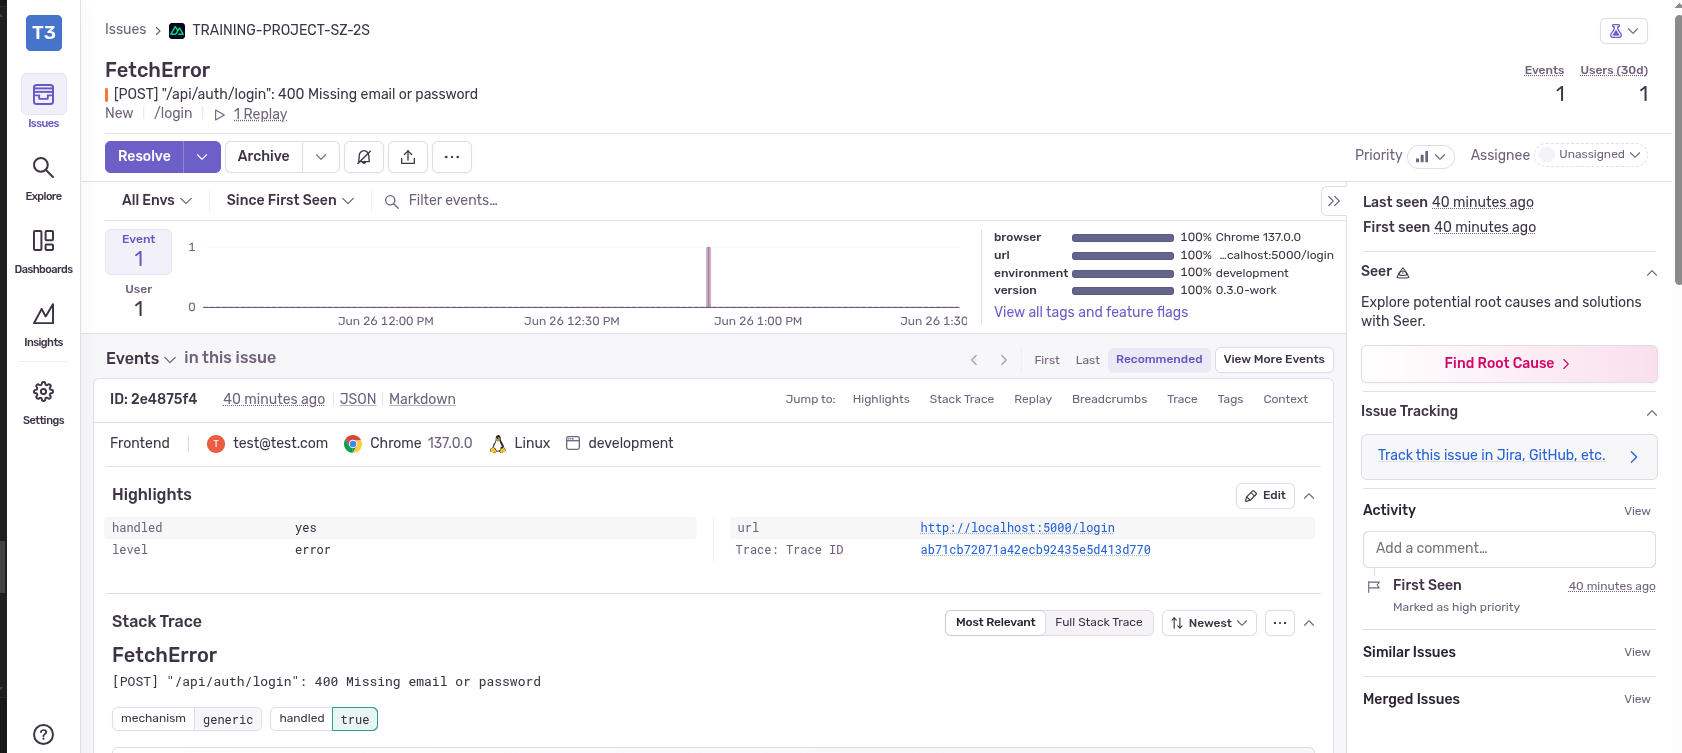 T3
Issues
Explore
Dashboards
Insights
Settings
Issues > TRAINING-PROJECT-SZ-2S
FetchError
[POST] "/api/auth/login": 400 Missing email or password
New /login 1 Replay
Events Users (30d)
1 1
Resolve Archive
Priority Assignee Unassigned
All Envs Since First Seen Filter events…
Event
1
User
1
1
0
Jun 26 12:00 PM Jun 26 12:30 PM Jun 26 1:00 PM Jun 26 1:30
browser 100% Chrome 137.0.0
url 100% …calhost:5000/login
environment 100% development
version 100% 0.3.0-work
View all tags and feature flags
Events in this issue
First Last Recommended View More Events
ID: 2e4875f4 40 minutes ago JSON Markdown
Jump to: Highlights Stack Trace Replay Breadcrumbs Trace Tags Context
Frontend T test@test.com Chrome 137.0.0 Linux development
Highlights Edit
handled yes
level error
url http://localhost:5000/login
Trace: Trace ID ab71cb72071a42ecb92435e5d413d770
Stack Trace Most Relevant Full Stack Trace Newest
FetchError
[POST] "/api/auth/login": 400 Missing email or password
mechanism generic handled true
Last seen 40 minutes ago
First seen 40 minutes ago
Seer
Explore potential root causes and solutions
with Seer.
Find Root Cause
Issue Tracking
Track this issue in Jira, GitHub, etc.
Activity View
Add a comment…
First Seen 40 minutes ago
Marked as high priority
Similar Issues View
Merged Issues View